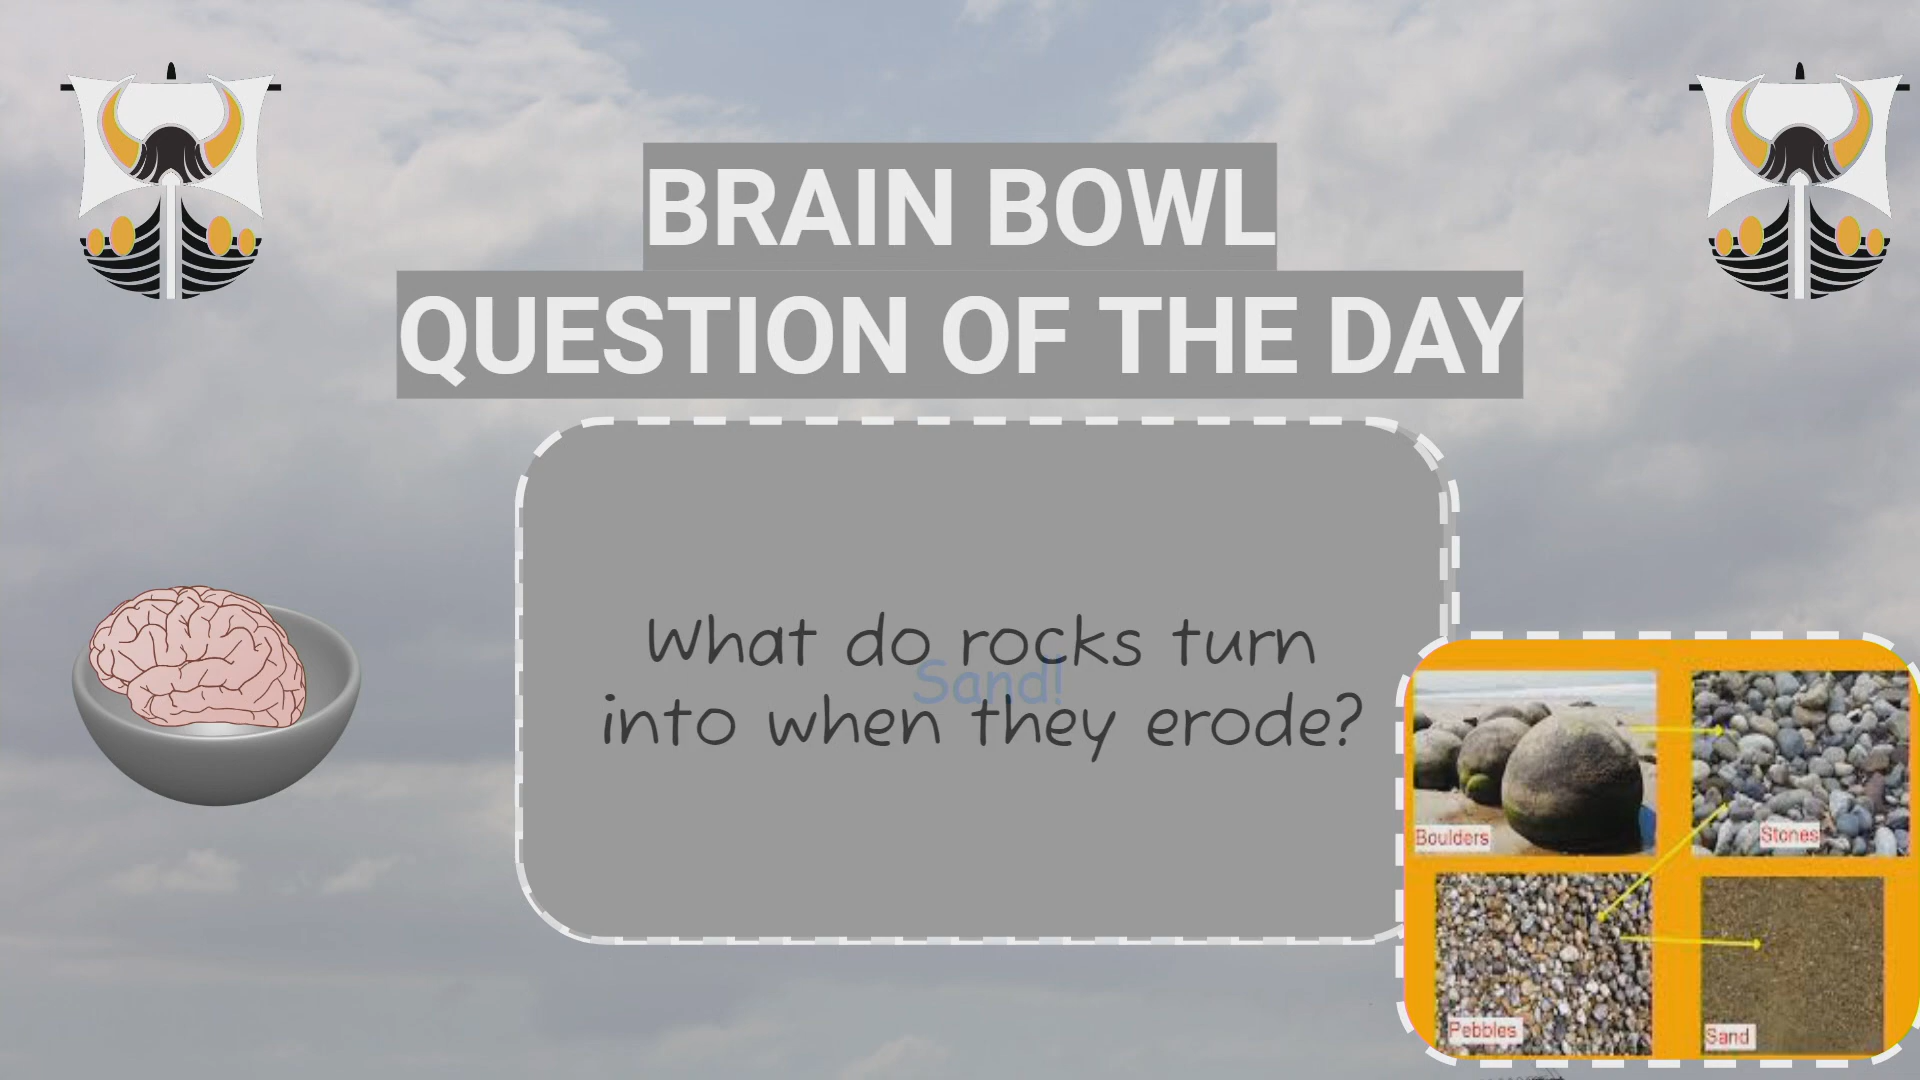 BRAIN BOWL
QUESTION OF THE DAY
What do rocks turn
Sand!
into when they erode?
Boulders
Stones
Pebbles
Sand